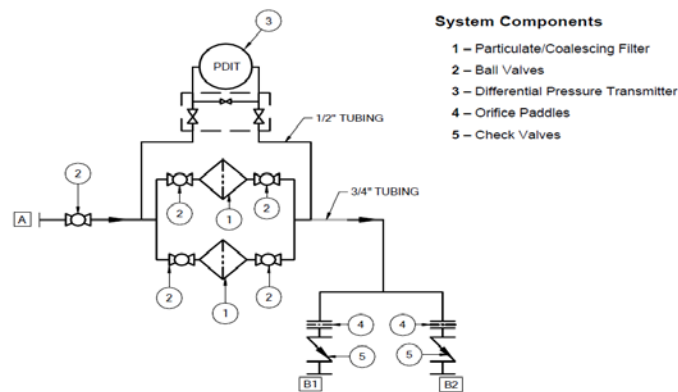 System Components
1 – Particulate/Coalescing Filter
2 – Ball Valves
3 – Differential Pressure Transmitter
4 – Orifice Paddles
5 – Check Valves
3
PDIT
1/2" TUBING
2
2
2
3/4" TUBING
A
1
2
2
1
4
4
5
5
B1
B2